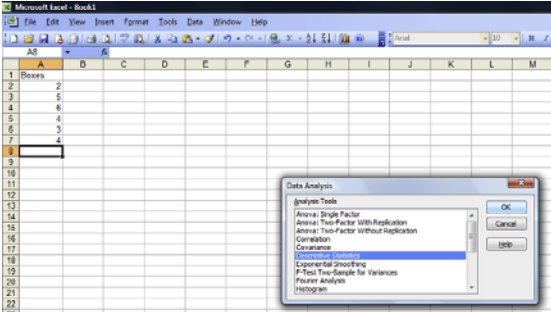 Microsoft Excel - Book1
File Edit View Insert Format Tools Data Window Help
Arial 10 B I
A8 fx
A B C D E F G H I J K L M
1 Boxes
2 2
3 5
4 6
5 4
6 3
7 4
8
9
10
11
12
13
14
15
16
17
18
19
20
21
22
Data Analysis
Analysis Tools
Anova: Single Factor
Anova: Two-Factor With Replication
Anova: Two-Factor Without Replication
Correlation
Covariance
Descriptive Statistics
Exponential Smoothing
F-Test Two-Sample for Variances
Fourier Analysis
Histogram
OK
Cancel
Help